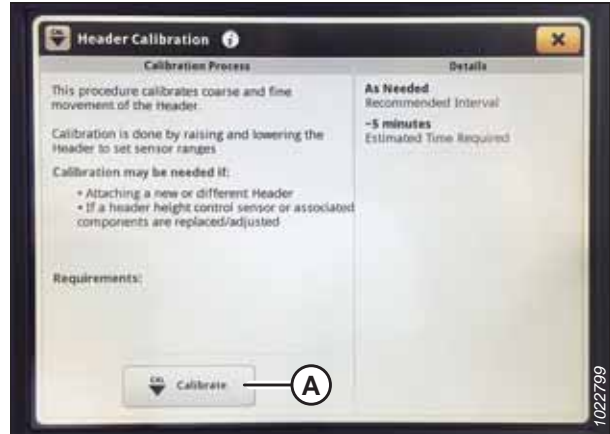 CAL
Header Calibration i
Calibration Process
Details
This procedure calibrates coarse and fine
movement of the Header
Calibration is done by raising and lowering the
Header to set sensor ranges
Calibration may be needed if:
• Attaching a new or different Header
• If a header height control sensor or associated
components are replaced/adjusted
Requirements:
As Needed
Recommended Interval
~5 minutes
Estimated Time Required
CAL
Calibrate
A
1022799